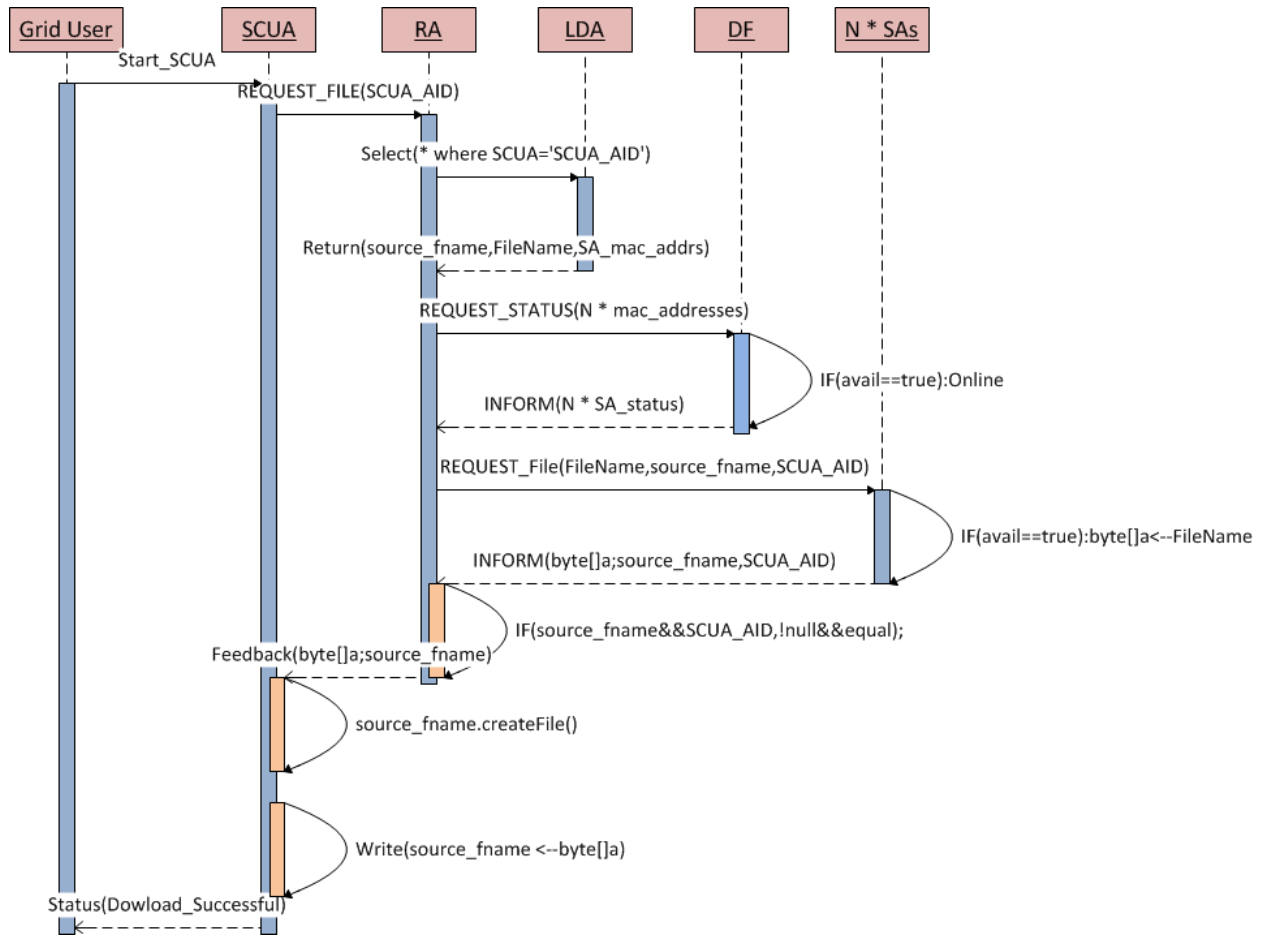 Grid User
SCUA
RA
LDA
DF
N * SAs
Start_SCUA
REQUEST_FILE(SCUA_AID)
Select(* where SCUA='SCUA_AID')
Return(source_fname,FileName,SA_mac_addrs)
REQUEST_STATUS(N * mac_addresses)
IF(avail==true):Online
INFORM(N * SA_status)
REQUEST_File(FileName,source_fname,SCUA_AID)
IF(avail==true):byte[]a<--FileName
INFORM(byte[]a;source_fname,SCUA_AID)
IF(source_fname&&SCUA_AID,!null&&equal);
Feedback(byte[]a;source_fname)
source_fname.createFile()
Write(source_fname <--byte[]a)
Status(Dowload_Successful)